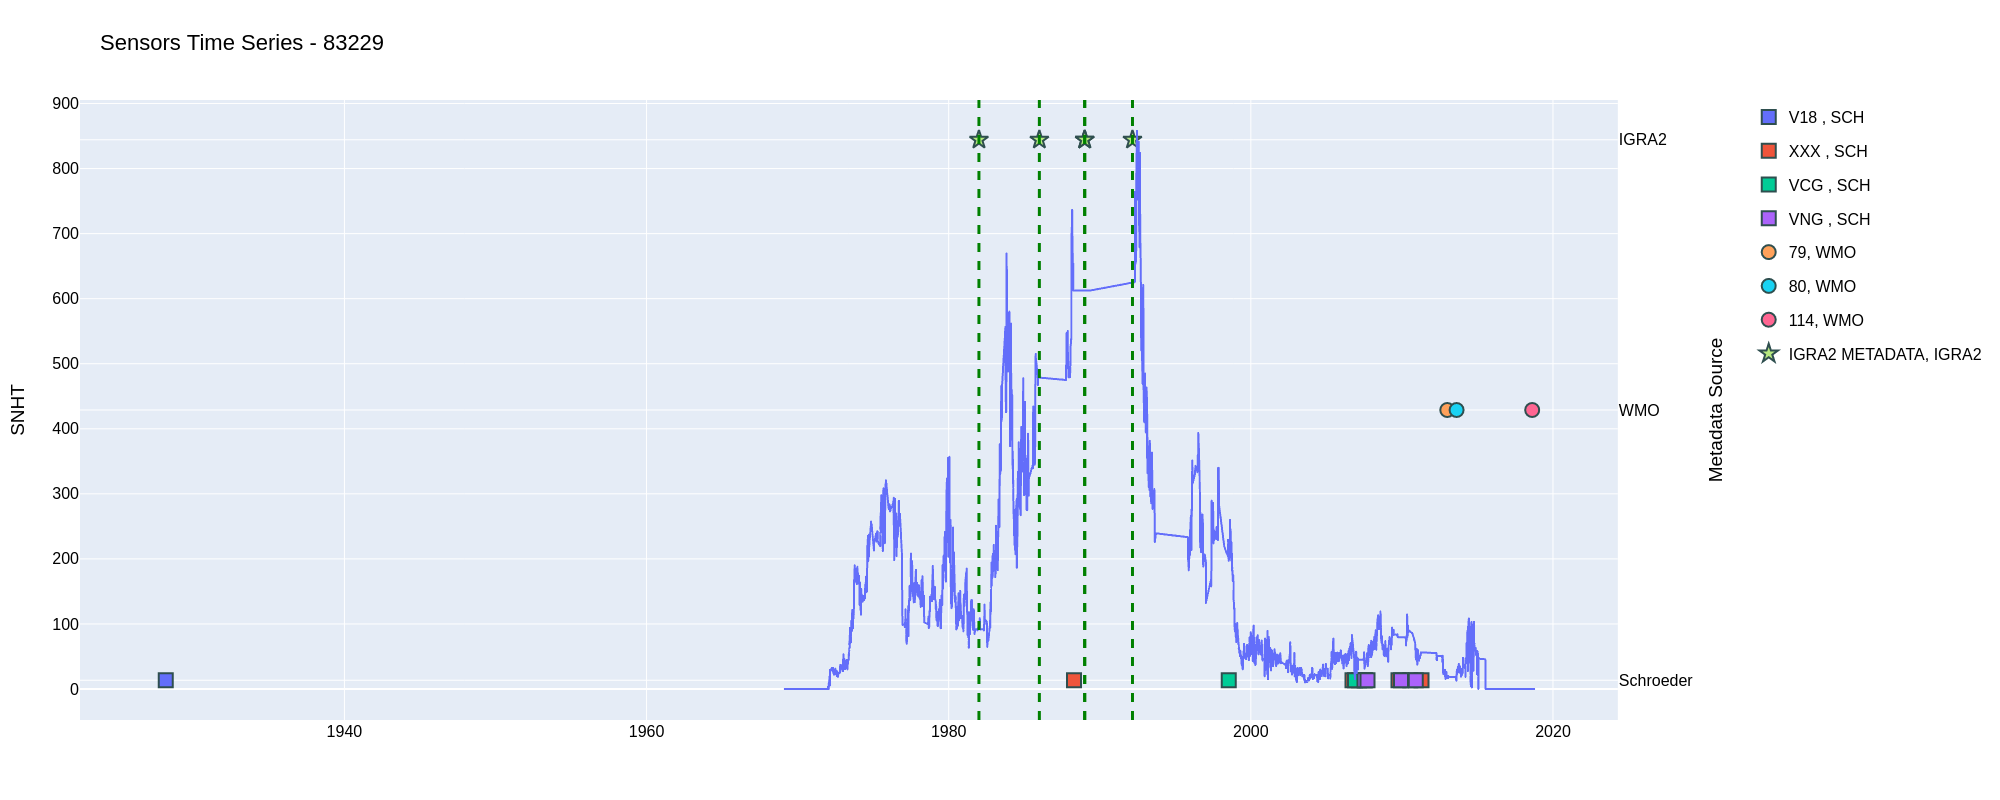 Sensors Time Series - 83229
900
800
700
600
500
400
300
200
100
0
SNHT
1940
1960
1980
2000
2020
IGRA2
WMO
Schroeder
Metadata Source
V18 , SCH
XXX , SCH
VCG , SCH
VNG , SCH
79, WMO
80, WMO
114, WMO
IGRA2 METADATA, IGRA2